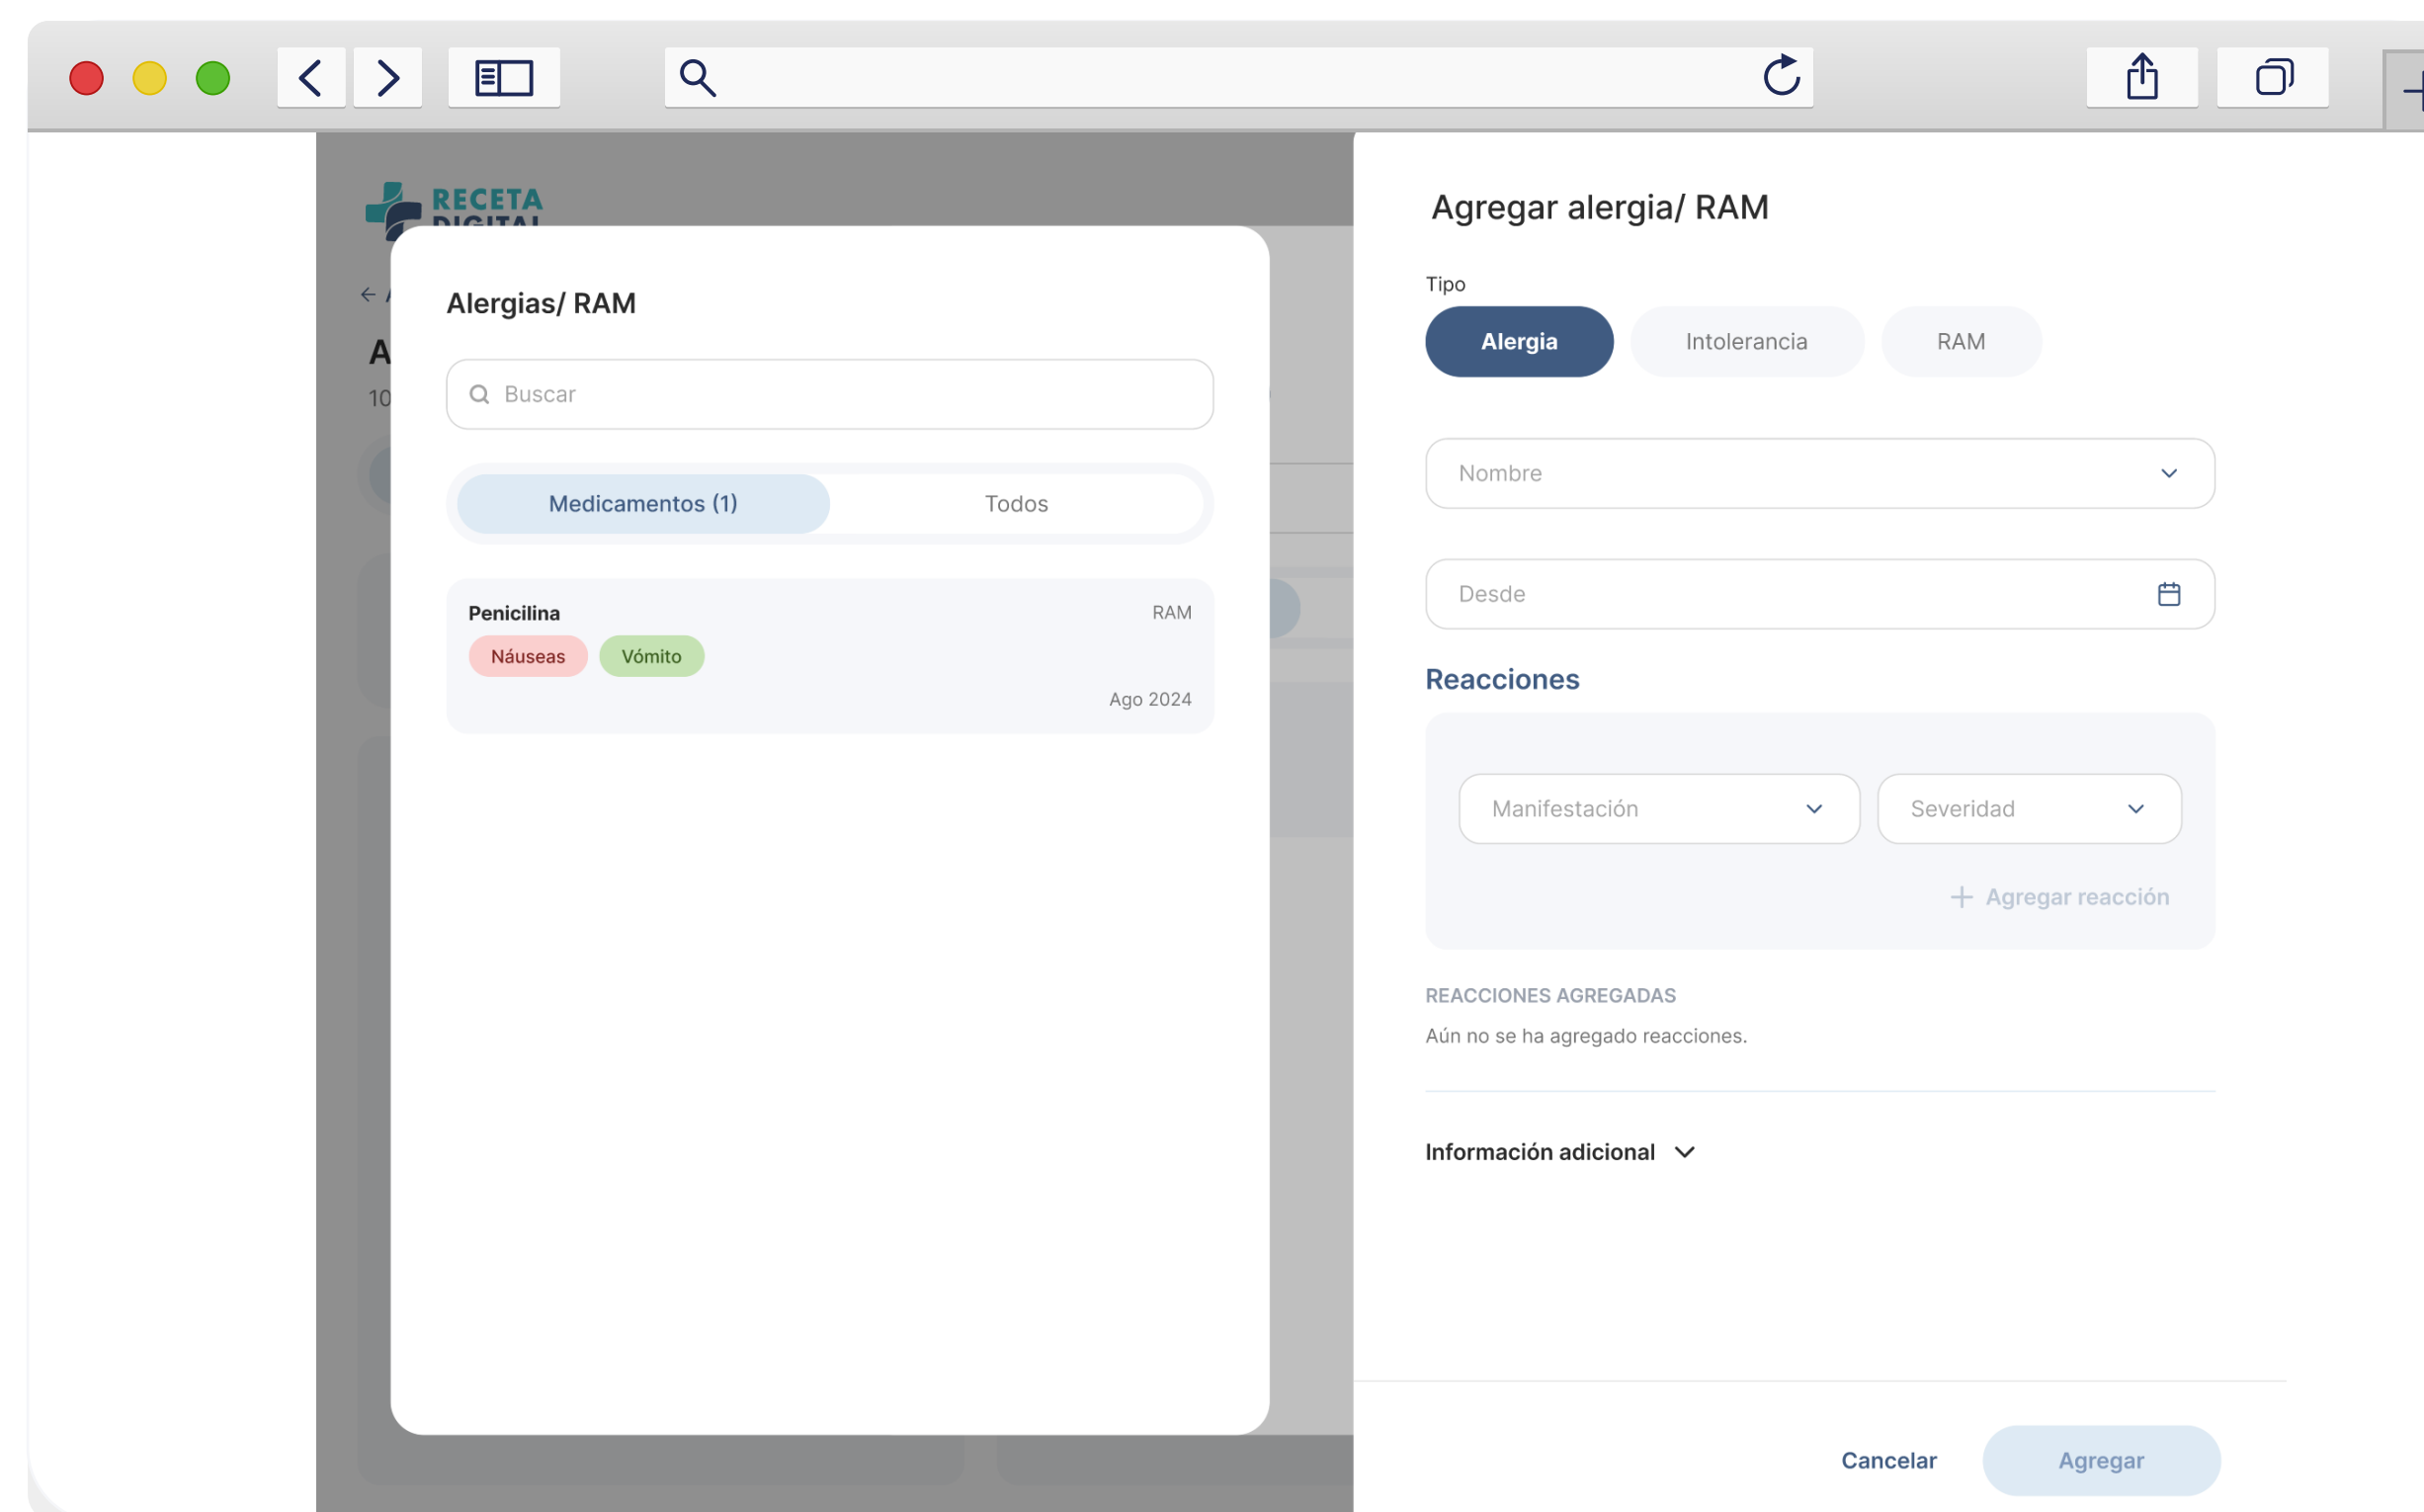 RECETA
DIGITAL
Alergias/ RAM
Buscar
Medicamentos (1)
Todos
Penicilina
RAM
Náuseas
Vómito
Ago 2024
Agregar alergia/ RAM
Tipo
Alergia
Intolerancia
RAM
Nombre
Desde
Reacciones
Manifestación
Severidad
Agregar reacción
REACCIONES AGREGADAS
Aún no se ha agregado reacciones.
Información adicional
Cancelar
Agregar